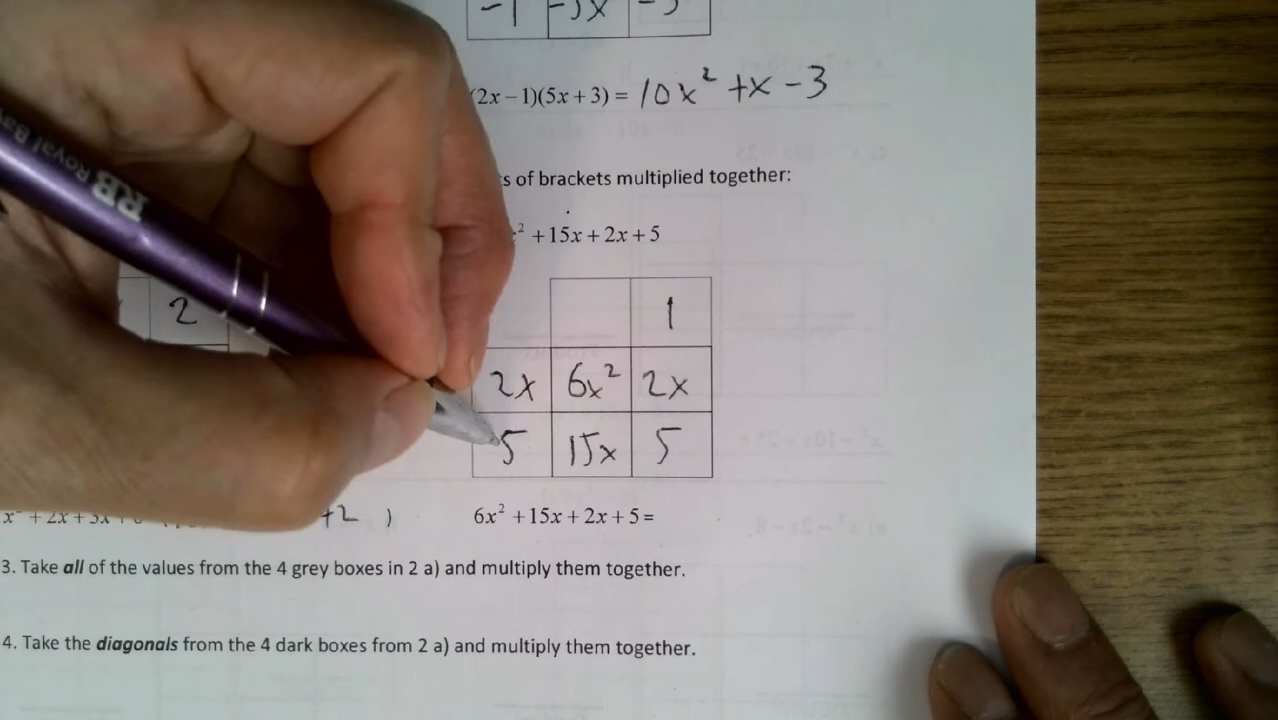 -1 -3x -3
(2x − 1)(5x + 3) = 10x² +x -3
s of brackets multiplied together:
² + 15x + 2x + 5
2 1
2x 6x² 2x
5 15x 5
+2 ) 6x² + 15x + 2x + 5 =
3. Take all of the values from the 4 grey boxes in 2 a) and multiply them together.
4. Take the diagonals from the 4 dark boxes from 2 a) and multiply them together.
RB Royal